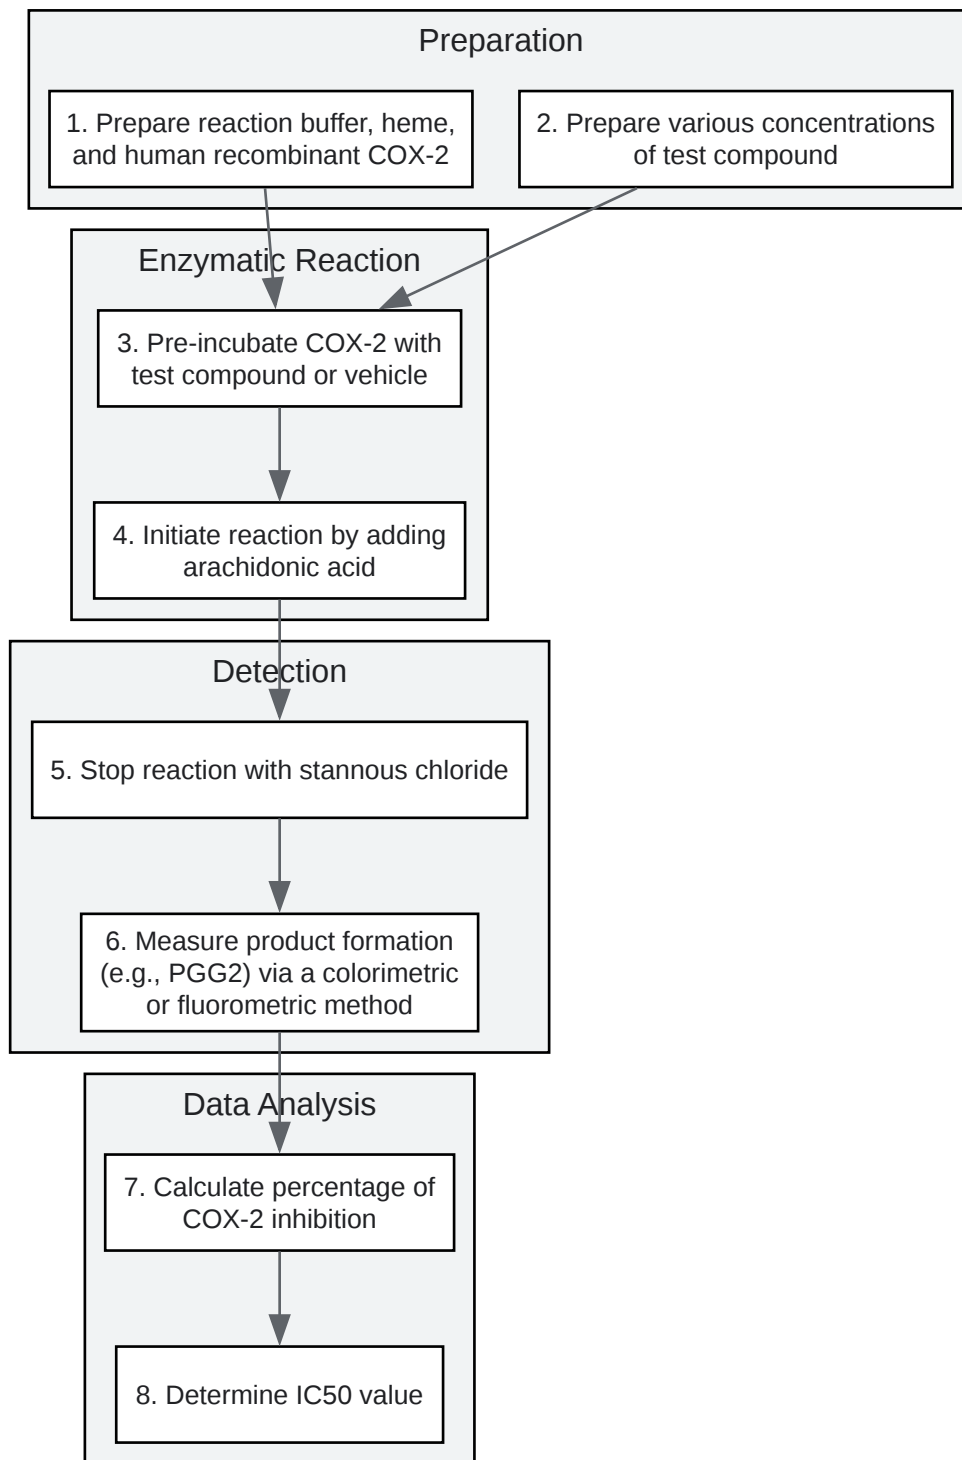 Preparation
1. Prepare reaction buffer, heme,
and human recombinant COX-2
2. Prepare various concentrations
of test compound
Enzymatic Reaction
3. Pre-incubate COX-2 with
test compound or vehicle
4. Initiate reaction by adding
arachidonic acid
Detection
5. Stop reaction with stannous chloride
6. Measure product formation
(e.g., PGG2) via a colorimetric
or fluorometric method
Data Analysis
7. Calculate percentage of
COX-2 inhibition
8. Determine IC50 value